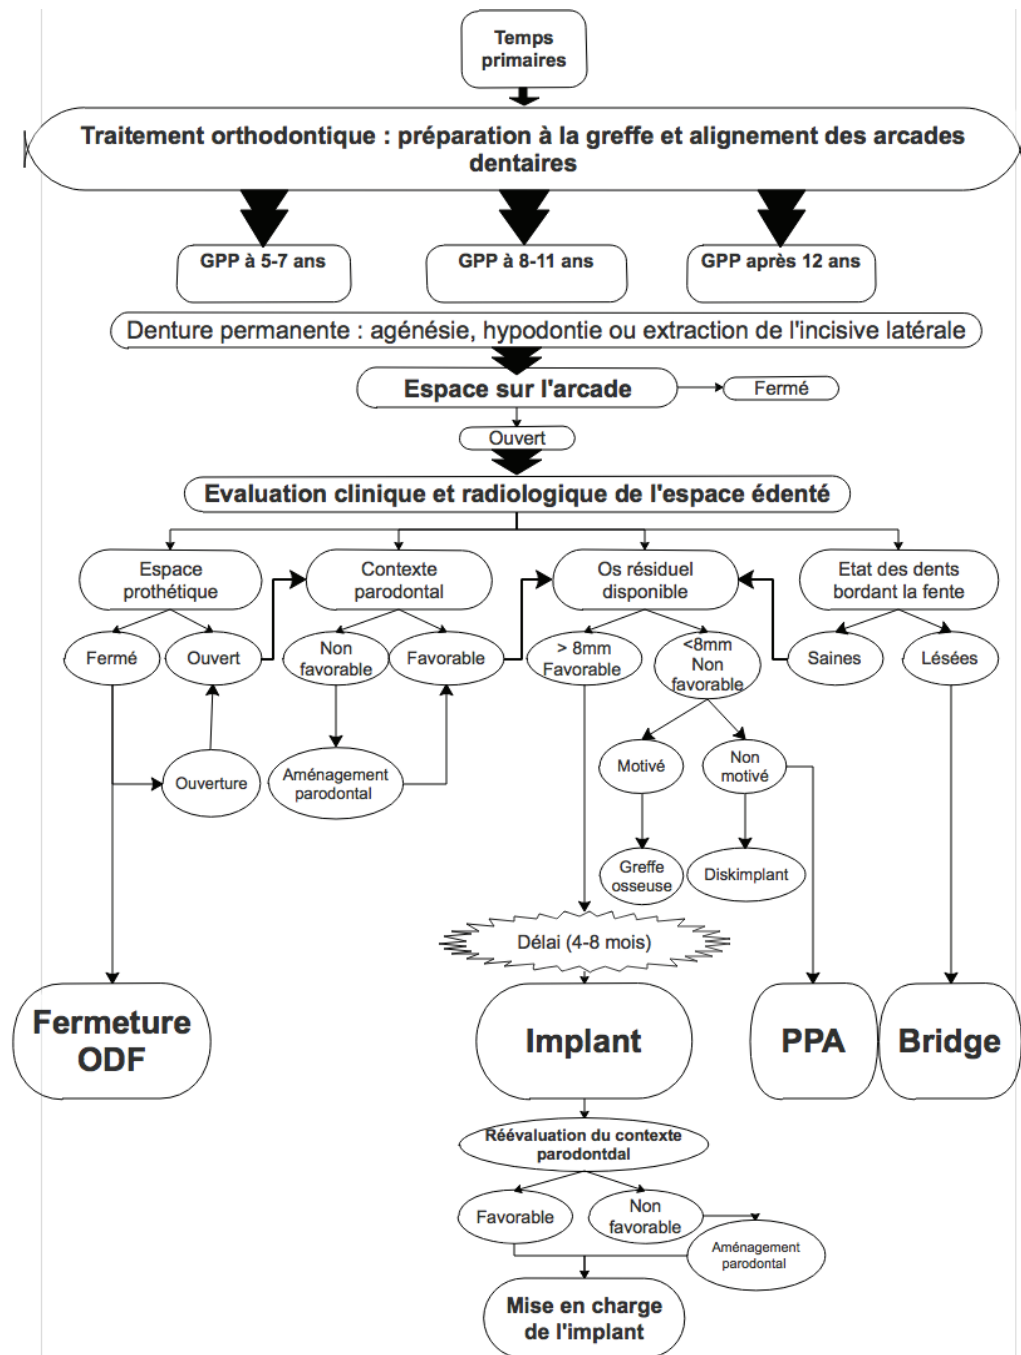 Temps
primaires
Traitement orthodontique : préparation à la greffe et alignement des arcades
dentaires
GPP à 5-7 ans
GPP à 8-11 ans
GPP après 12 ans
Denture permanente : agénésie, hypodontie ou extraction de l'incisive latérale
Espace sur l'arcade
Fermé
Ouvert
Evaluation clinique et radiologique de l'espace édenté
Espace
prothétique
Contexte
parodontal
Os résiduel
disponible
Etat des dents
bordant la fente
Fermé
Ouvert
Non
favorable
Favorable
> 8mm
Favorable
<8mm
Non
favorable
Saines
Lésées
Ouverture
Aménagement
parodontal
Motivé
Non
motivé
Greffe
osseuse
Diskimplant
Délai (4-8 mois)
Fermeture
ODF
Implant
PPA
Bridge
Réévaluation du contexte
parodontdal
Favorable
Non
favorable
Aménagement
parodontal
Mise en charge
de l'implant